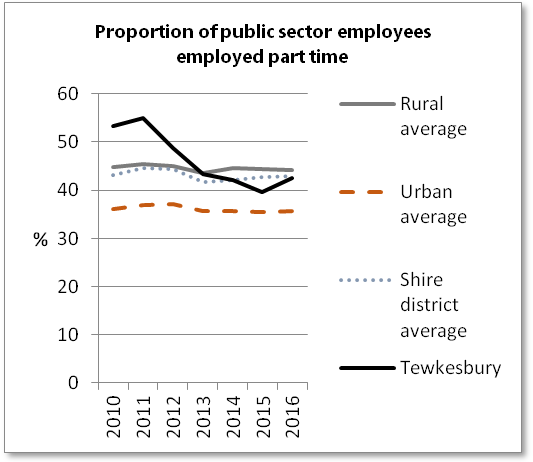 Proportion of public sector employees
employed part time
60
50
40
30
20
10
0
%
2010
2011
2012
2013
2014
2015
2016
Rural
average
Urban
average
Shire
district
average
Tewkesbury